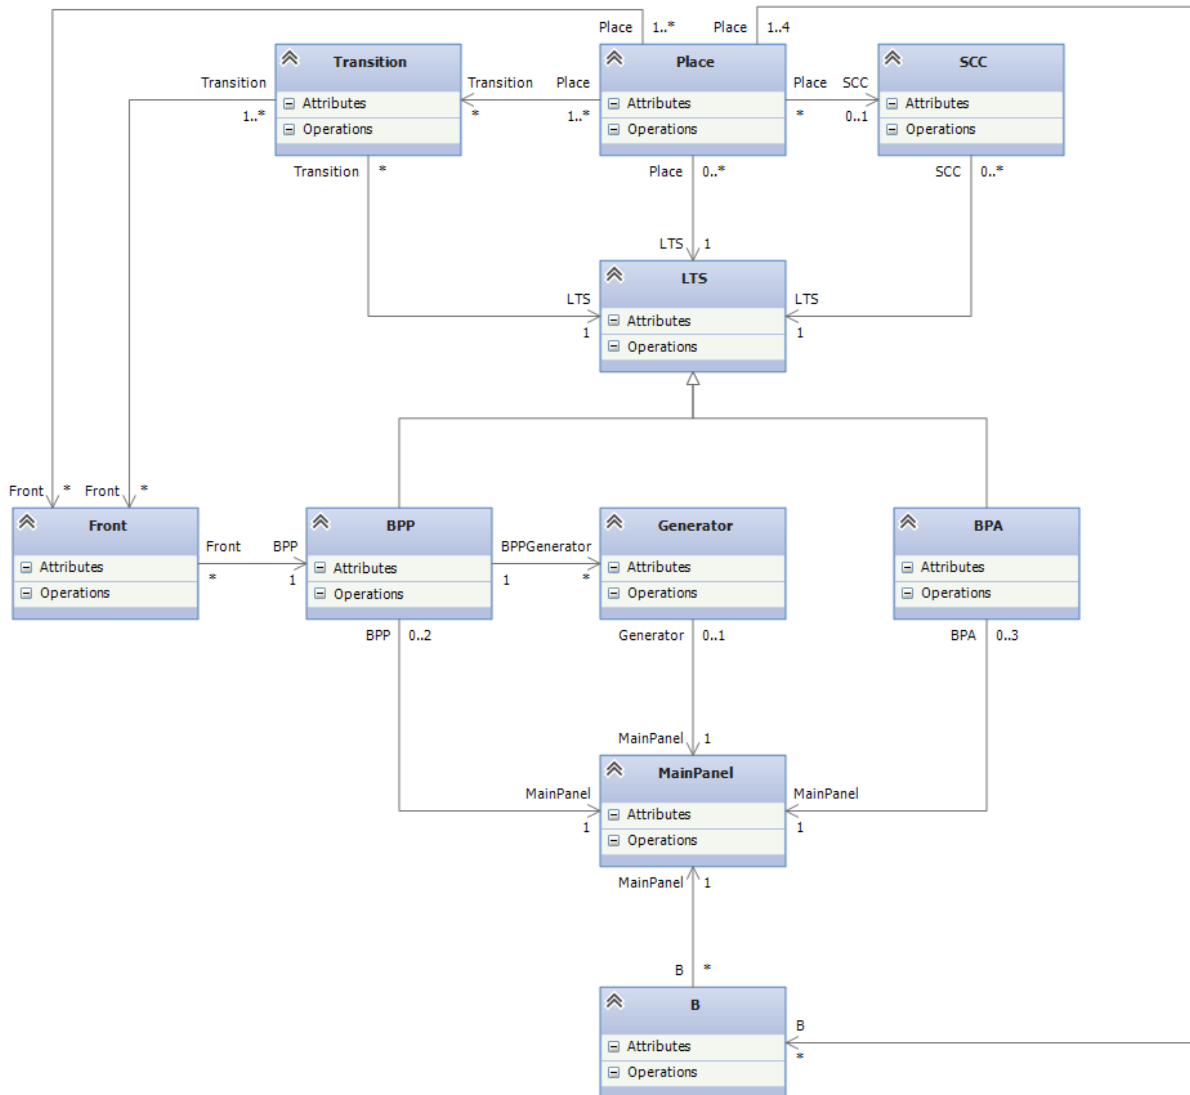 Place 1..* Place 1..4
Transition Place SCC
Transition Transition Place Place SCC
Attributes Attributes Attributes
1..* * 1..* * 0..1
Operations Operations Operations
Transition * Place 0..* SCC 0..*
LTS 1
LTS
LTS LTS
Attributes
1 1
Operations
Front * Front *
Front BPP Generator BPA
Front BPP BPPGenerator
Attributes Attributes Attributes Attributes
* 1 1 *
Operations Operations Operations Operations
BPP 0..2 Generator 0..1 BPA 0..3
MainPanel 1
MainPanel
MainPanel MainPanel
Attributes
1 1
Operations
MainPanel 1
B *
B
B
Attributes
*
Operations